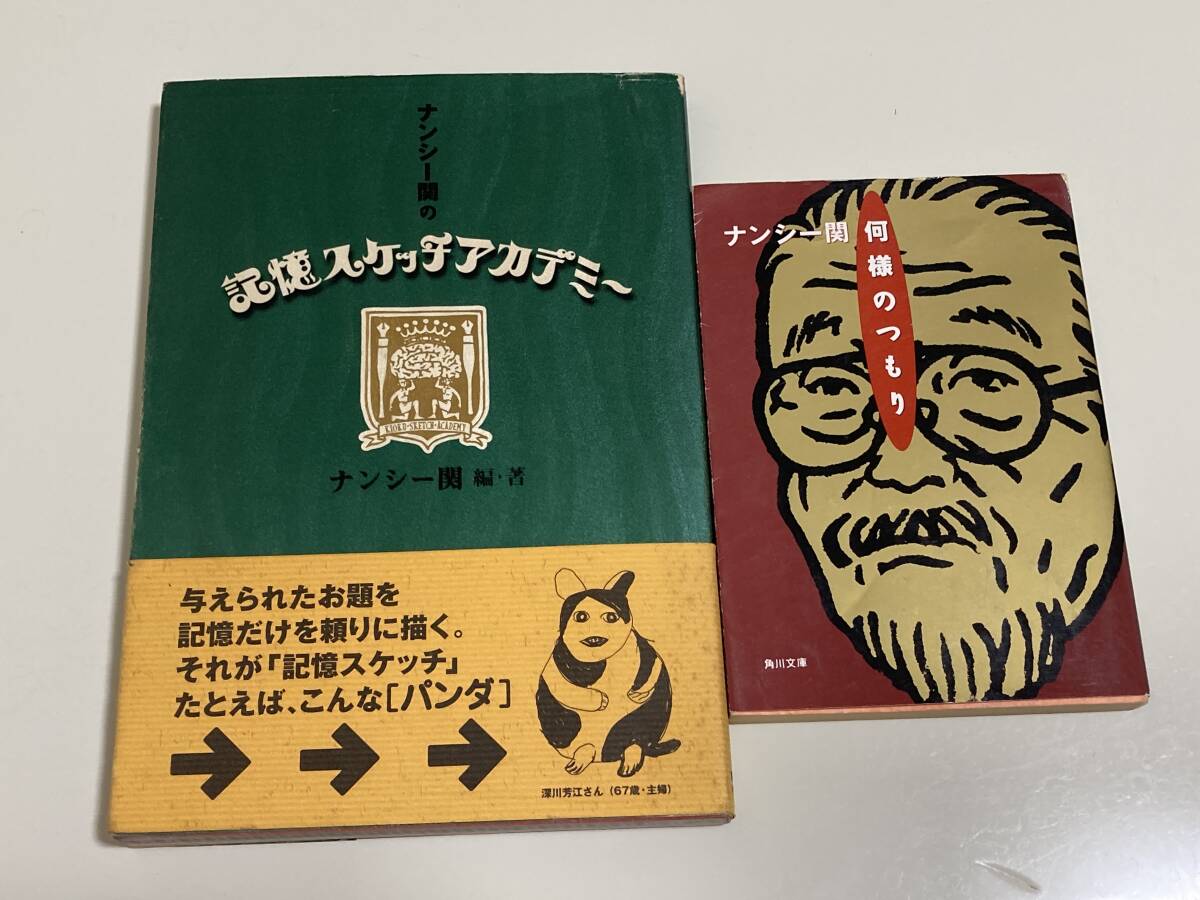 ナンシー関の
記憶スケッチアカデミー
KIOKU-SKETCH-ACADEMY
ナンシー関 編・著
与えられたお題を
記憶だけを頼りに描く。
それが「記憶スケッチ」
たとえば、こんな[パンダ]
深川芳江さん（67歳・主婦）
ナンシー関
何様のつもり
角川文庫